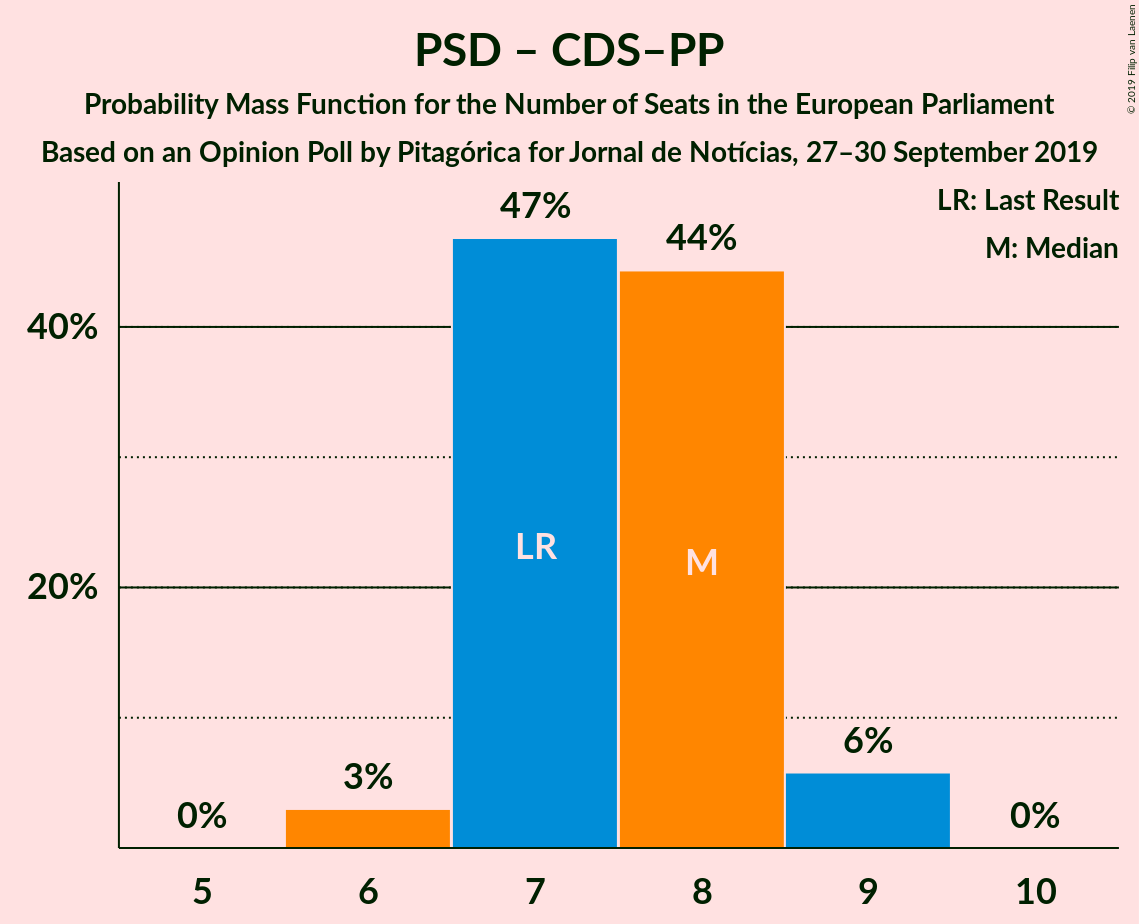 PSD – CDS–PP
Probability Mass Function for the Number of Seats in the European Parliament
Based on an Opinion Poll by Pitagórica for Jornal de Notícias, 27–30 September 2019
© 2019 Filip van Laenen
LR: Last Result
M: Median
47%
44%
40%
LR
M
20%
6%
3%
0%
0%
5
6
7
8
9
10